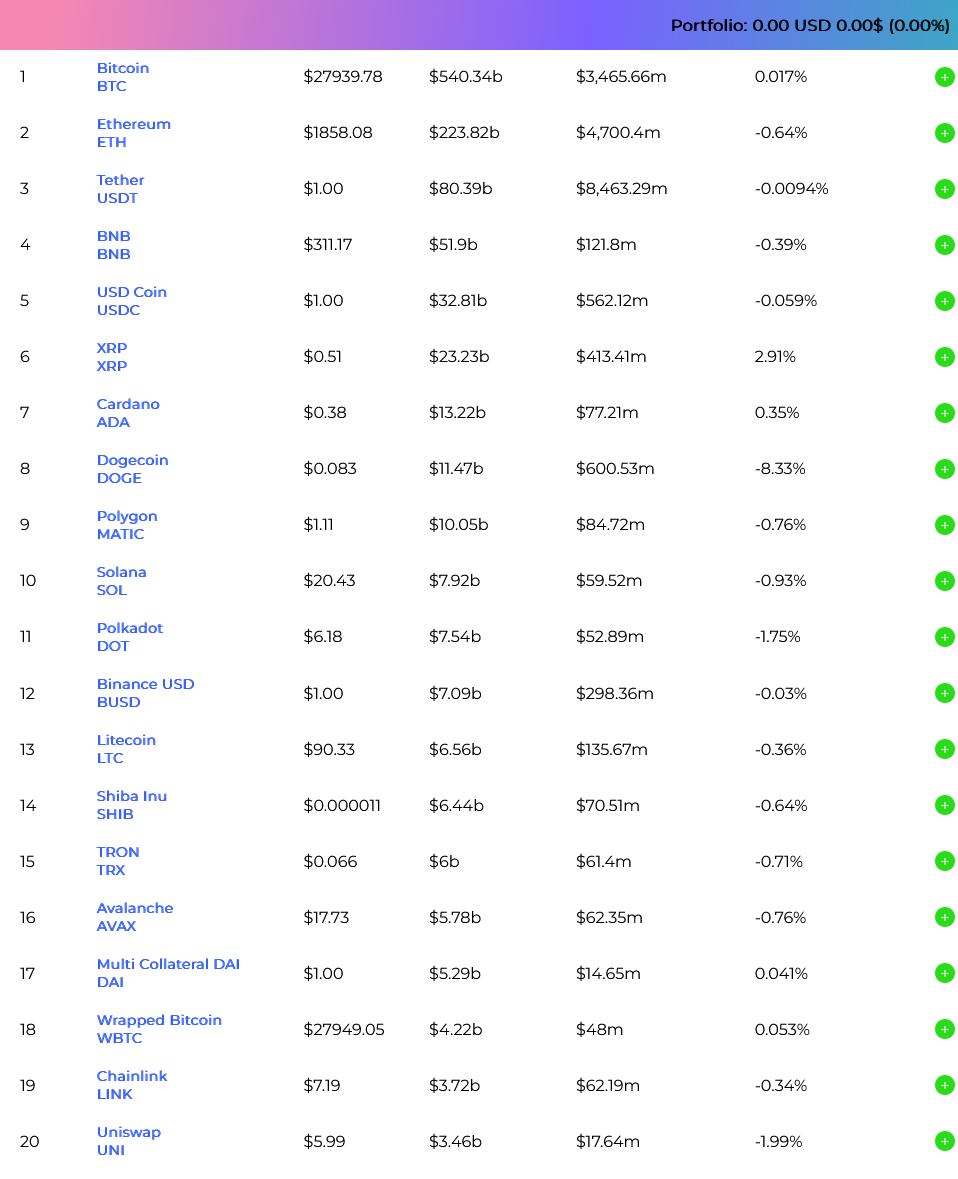 Portfolio: 0.00 USD 0.00$ (0.00%)
1 Bitcoin BTC $27939.78 $540.34b $3,465.66m 0.017% +
2 Ethereum ETH $1858.08 $223.82b $4,700.4m -0.64% +
3 Tether USDT $1.00 $80.39b $8,463.29m -0.0094% +
4 BNB BNB $311.17 $51.9b $121.8m -0.39% +
5 USD Coin USDC $1.00 $32.81b $562.12m -0.059% +
6 XRP XRP $0.51 $23.23b $413.41m 2.91% +
7 Cardano ADA $0.38 $13.22b $77.21m 0.35% +
8 Dogecoin DOGE $0.083 $11.47b $600.53m -8.33% +
9 Polygon MATIC $1.11 $10.05b $84.72m -0.76% +
10 Solana SOL $20.43 $7.92b $59.52m -0.93% +
11 Polkadot DOT $6.18 $7.54b $52.89m -1.75% +
12 Binance USD BUSD $1.00 $7.09b $298.36m -0.03% +
13 Litecoin LTC $90.33 $6.56b $135.67m -0.36% +
14 Shiba Inu SHIB $0.000011 $6.44b $70.51m -0.64% +
15 TRON TRX $0.066 $6b $61.4m -0.71% +
16 Avalanche AVAX $17.73 $5.78b $62.35m -0.76% +
17 Multi Collateral DAI DAI $1.00 $5.29b $14.65m 0.041% +
18 Wrapped Bitcoin WBTC $27949.05 $4.22b $48m 0.053% +
19 Chainlink LINK $7.19 $3.72b $62.19m -0.34% +
20 Uniswap UNI $5.99 $3.46b $17.64m -1.99% +